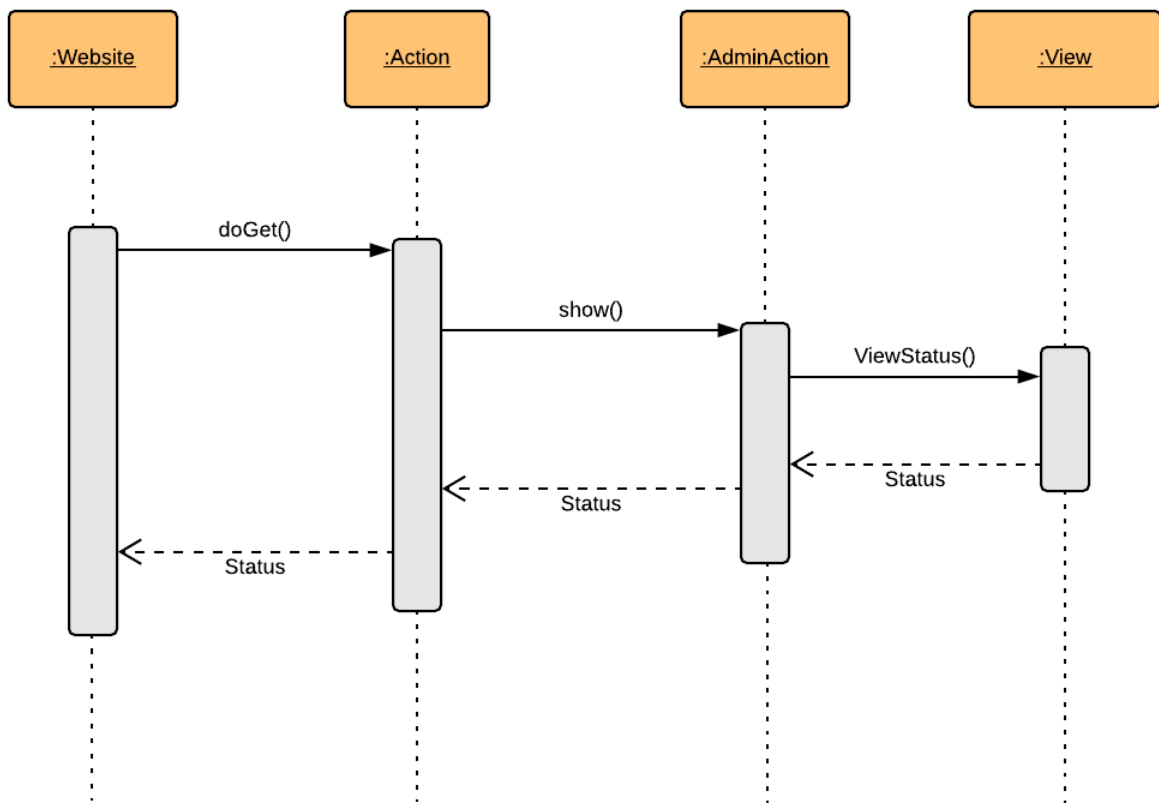 :Website
:Action
:AdminAction
:View
doGet()
show()
ViewStatus()
Status
Status
Status